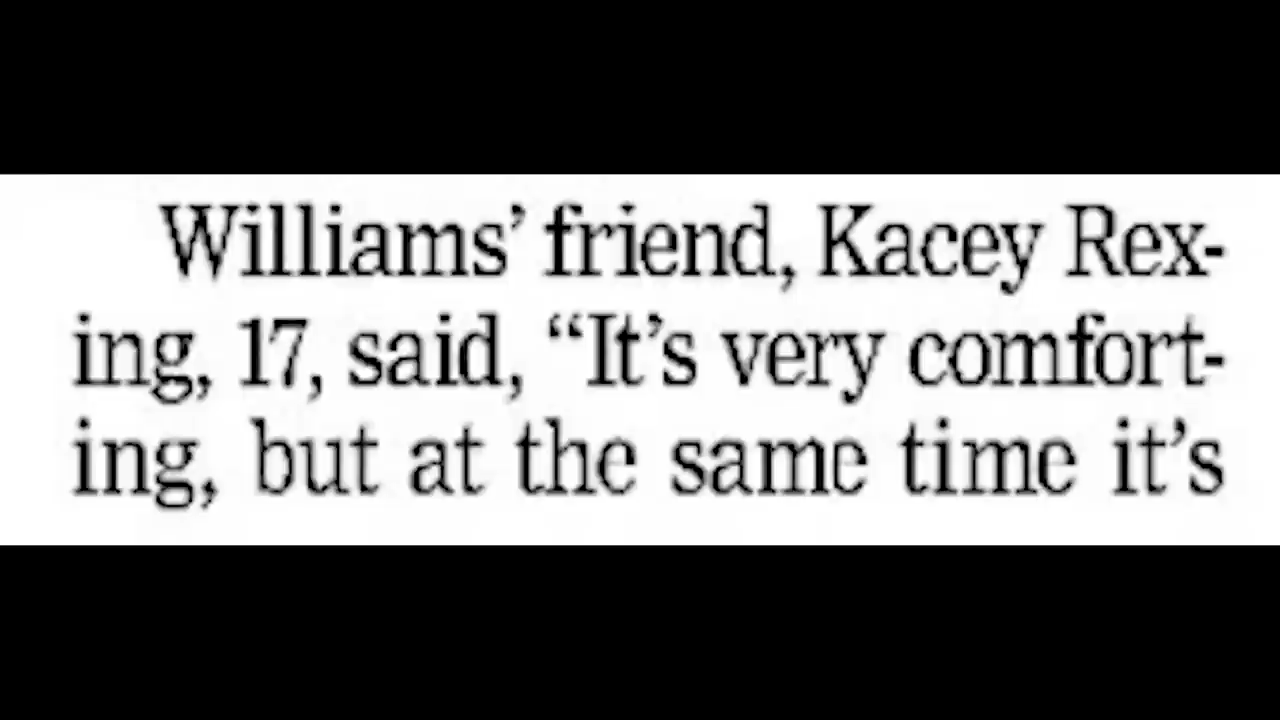 Williams’ friend, Kacey Rex-
ing, 17, said, “It’s very comfort-
ing, but at the same time it’s